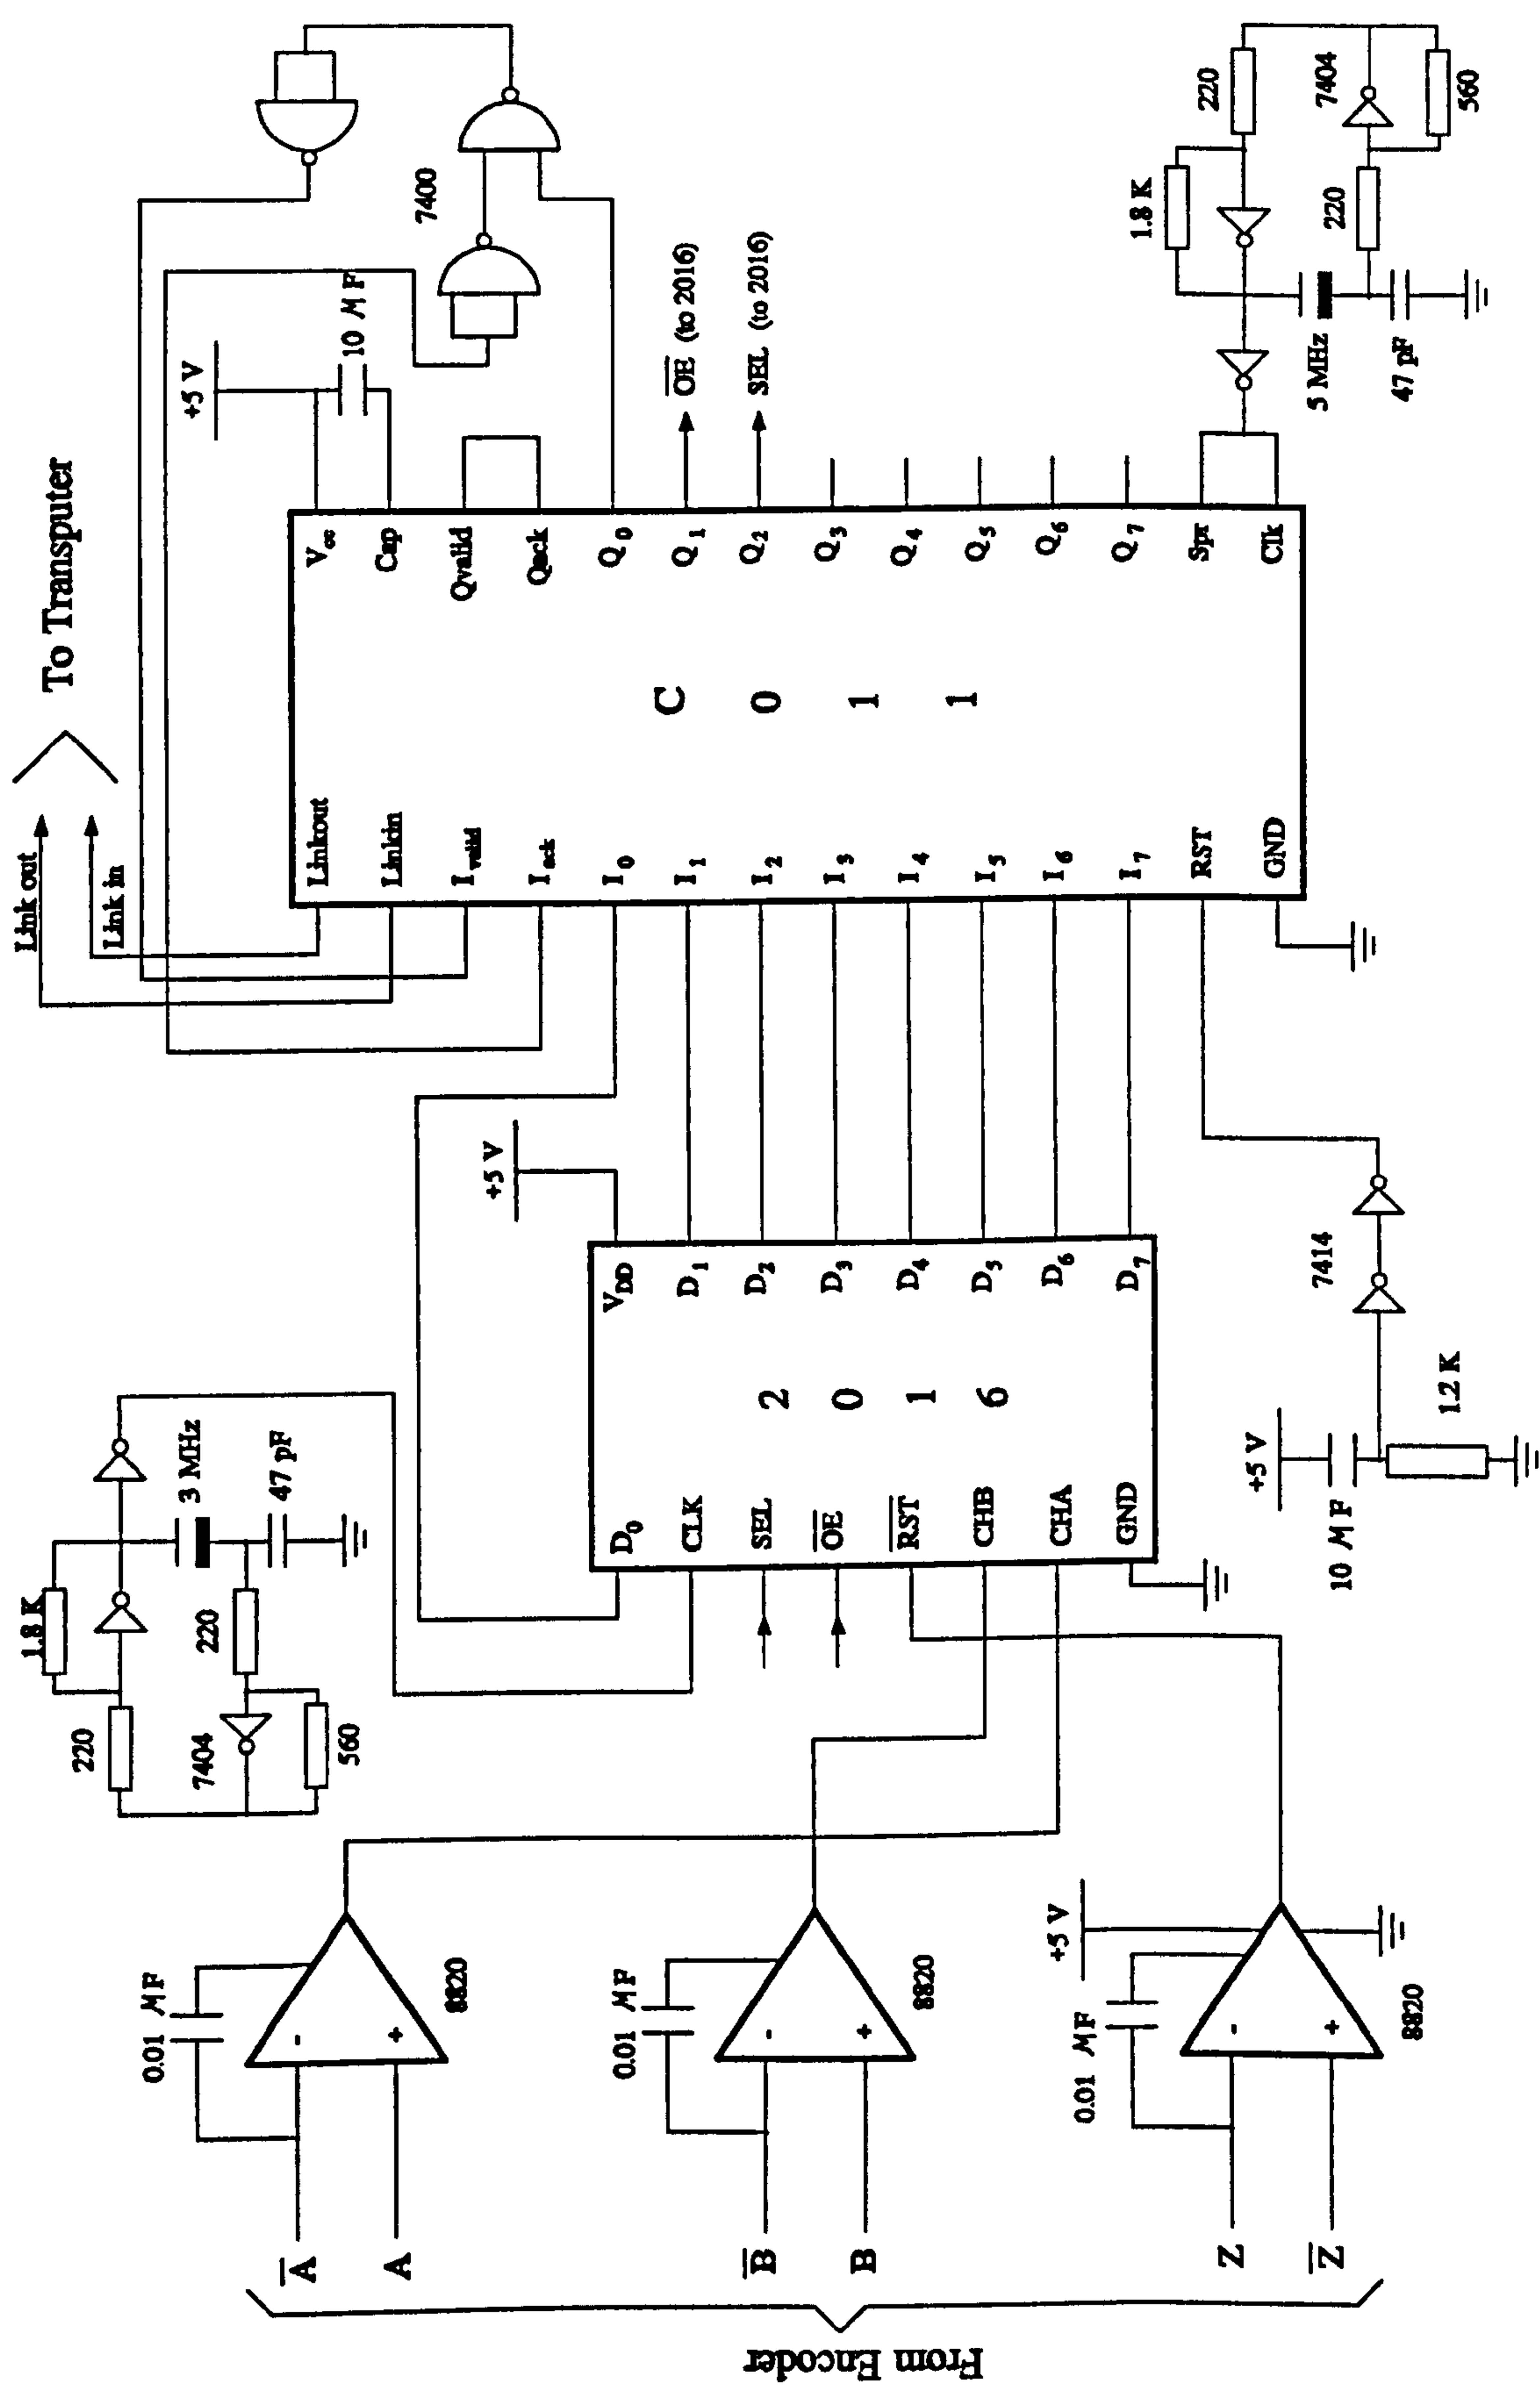 From Encoder
A̅
A
B̅
B
Z
Z̅
0.01 μF
8820
0.01 μF
8820
0.01 μF
+5 V
8820
220
1.8 K
7404
220
560
3 MHz
47 pF
D0
CLK
SEL
O̅E̅
R̅S̅T̅
CHB
CHA
GND
2 0 1 6
VDD
D1
D2
D3
D4
D5
D6
D7
+5 V
+5 V
10 μF
1.2 K
7414
Link out
Link in
To Transputer
Linkout
Linkin
Ivalid
Iack
I0
I1
I2
I3
I4
I5
I6
I7
RST
GND
C 0 1 1
Vcc
Cap
Qvalid
Qack
Q0
Q1
Q2
Q3
Q4
Q5
Q6
Q7
Spr
Clk
+5 V
10 μF
7400
O̅E̅ (to 2016)
SEL (to 2016)
5 MHz
47 pF
1.8 K
220
220
7404
560